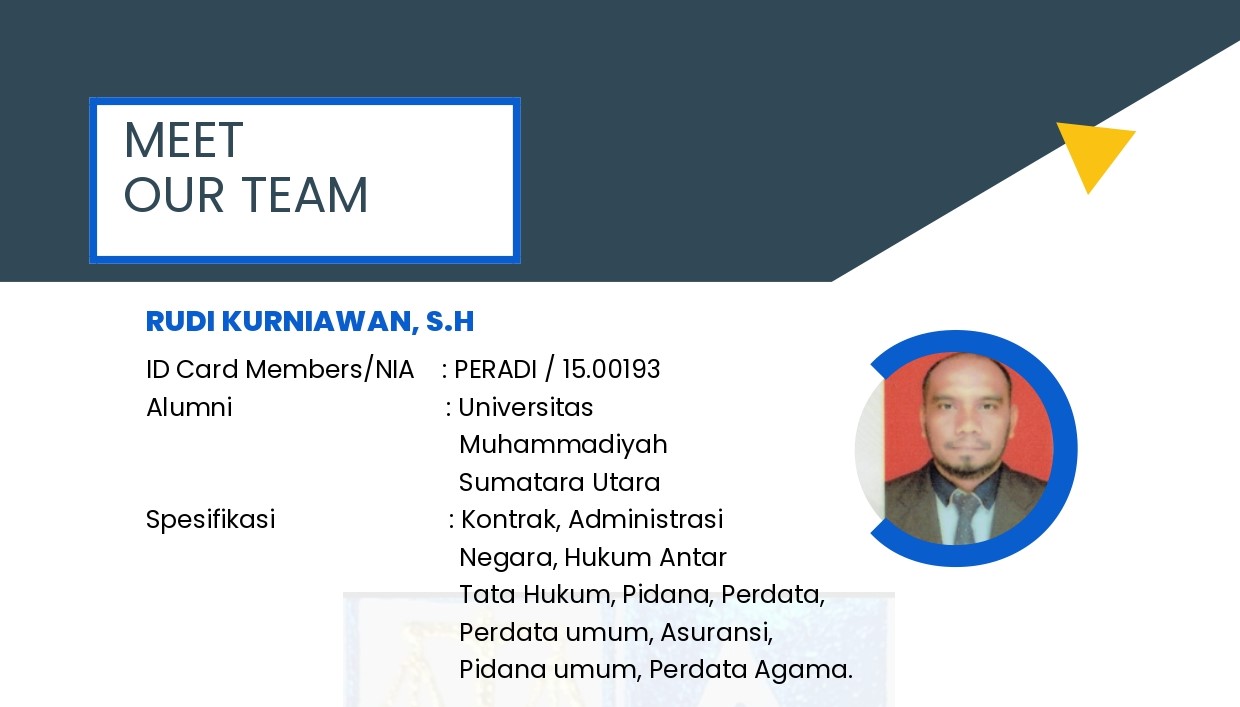 MEET
OUR TEAM
RUDI KURNIAWAN, S.H
ID Card Members/NIA : PERADI / 15.00193
Alumni : Universitas
Muhammadiyah
Sumatara Utara
Spesifikasi : Kontrak, Administrasi
Negara, Hukum Antar
Tata Hukum, Pidana, Perdata,
Perdata umum, Asuransi,
Pidana umum, Perdata Agama.